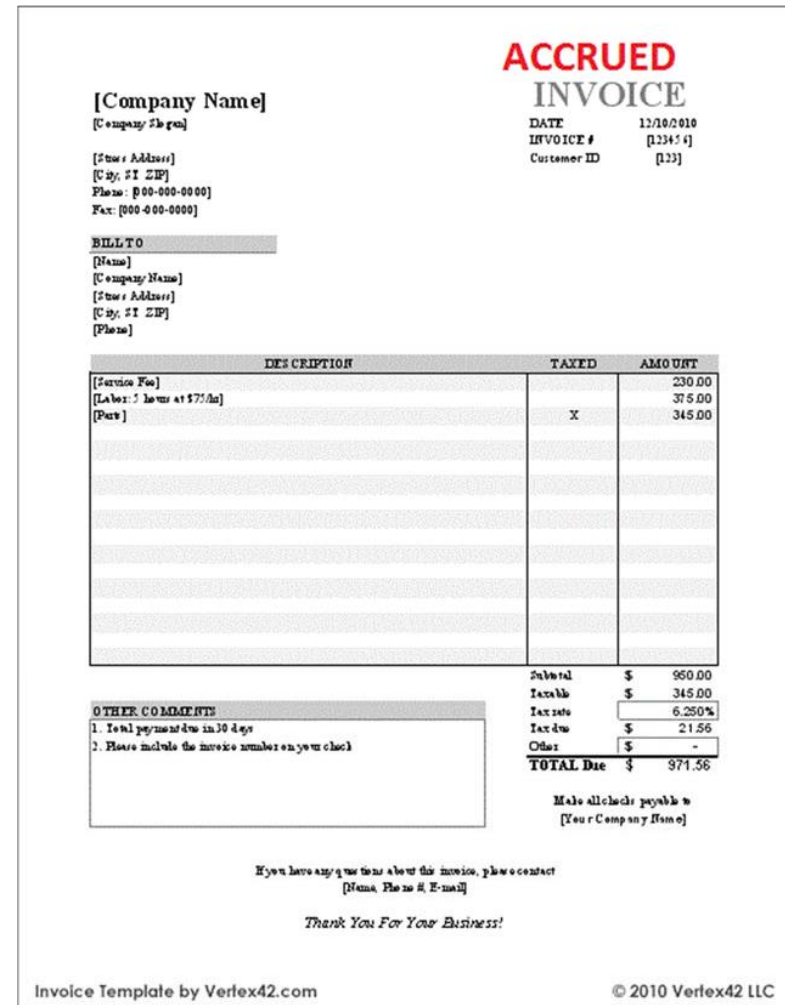 ACCRUED
INVOICE
[Company Name]
[Company Slogan]
DATE 12/10/2010
INVOICE # [123456]
Customer ID [123]
[Street Address]
[City, ST ZIP]
Phone: [000-000-0000]
Fax: [000-000-0000]
BILL TO
[Name]
[Company Name]
[Street Address]
[City, ST ZIP]
[Phone]
DESCRIPTION TAXED AMOUNT
[Service Fee] 230.00
[Labor: 5 hours at $75/hr] 375.00
[Parts] X 345.00
Subtotal $ 950.00
Taxable $ 345.00
Tax rate 6.250%
Tax due $ 21.56
Other $ -
TOTAL Due $ 971.56
OTHER COMMENTS
1. Total payment due in 30 days
2. Please include the invoice number on your check
Make all checks payable to
[Your Company Name]
If you have any questions about this invoice, please contact
[Name, Phone #, E-mail]
Thank You For Your Business!
Invoice Template by Vertex42.com © 2010 Vertex42 LLC